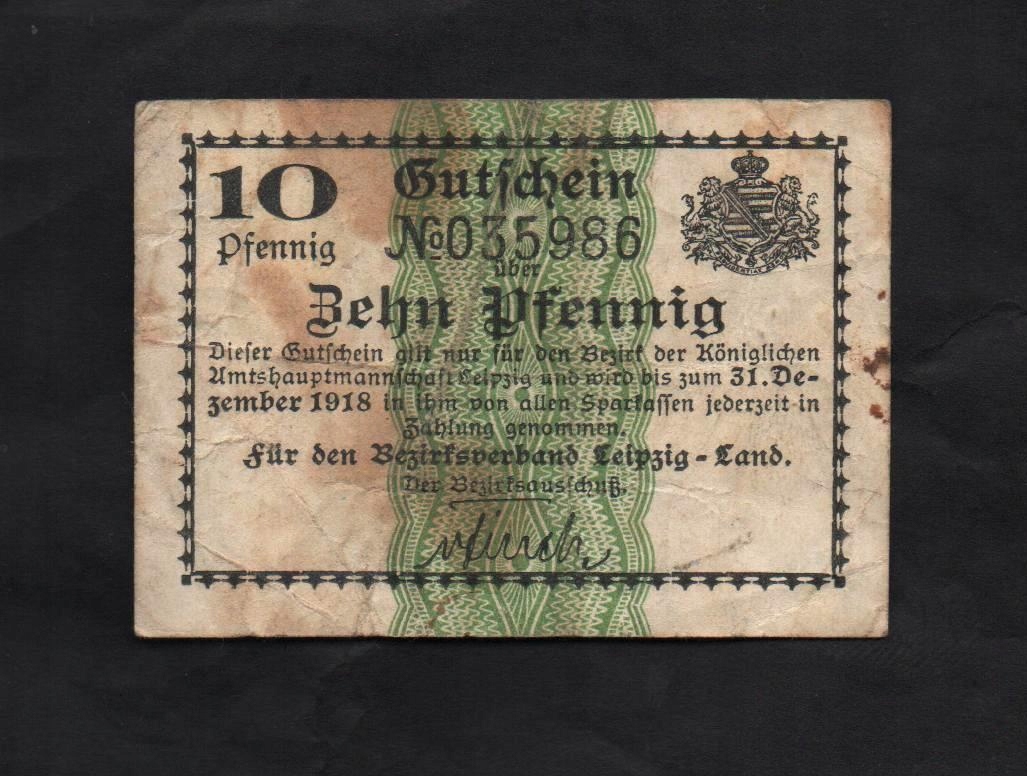 10
Pfennig
Gutschein
№035986
über
Zehn Pfennig
Dieser Gutschein gilt nur für den Bezirk der Königlichen
Amtshauptmannschaft Leipzig und wird bis zum 31. De-
zember 1918 in ihm von allen Sparkassen jederzeit in
Zahlung genommen.
Für den Bezirksverband Leipzig-Land.
Der Bezirksausschuß.